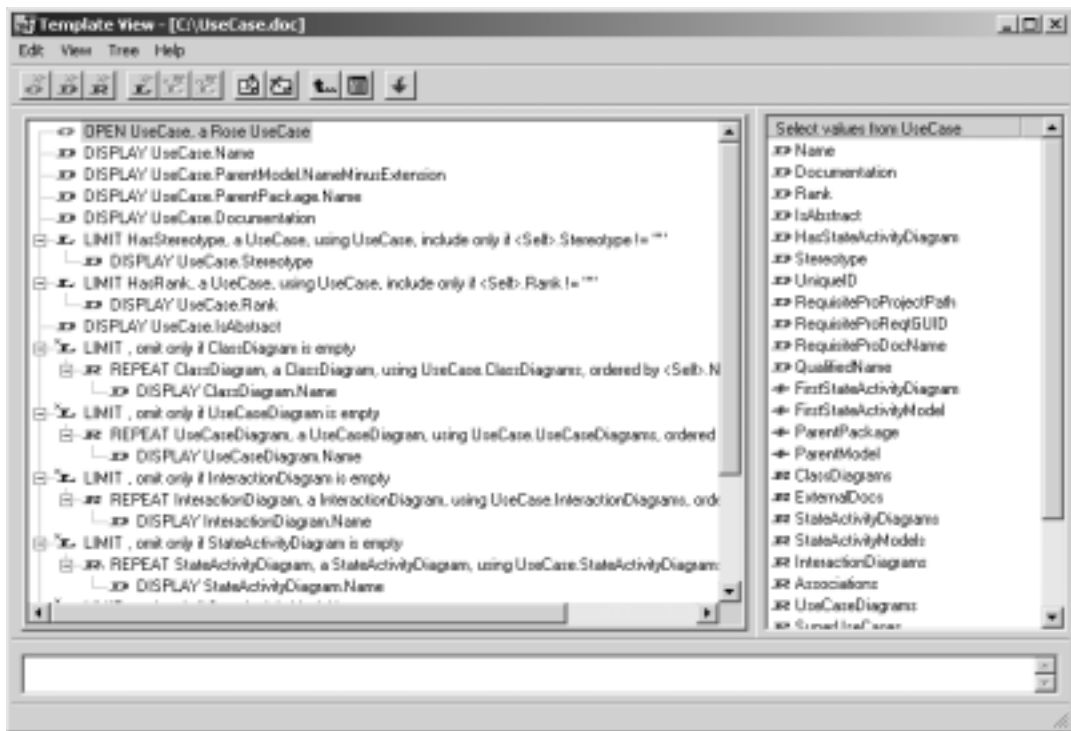 Template View - [C:\UseCase.doc]
Edit View Tree Help
OPEN UseCase, a Rose UseCase
DISPLAY UseCase.Name
DISPLAY UseCase.ParentModel.NameMinusExtension
DISPLAY UseCase.ParentPackage.Name
DISPLAY UseCase.Documentation
LIMIT HasStereotype, a UseCase, using UseCase, include only if <Self>.Stereotype != ""
DISPLAY UseCase.Stereotype
LIMIT HasRank, a UseCase, using UseCase, include only if <Self>.Rank != ""
DISPLAY UseCase.Rank
DISPLAY UseCase.IsAbstract
LIMIT , omit only if ClassDiagram is empty
REPEAT ClassDiagram, a ClassDiagram, using UseCase.ClassDiagrams, ordered by <Self>.N
DISPLAY ClassDiagram.Name
LIMIT , omit only if UseCaseDiagram is empty
REPEAT UseCaseDiagram, a UseCaseDiagram, using UseCase.UseCaseDiagrams, ordered
DISPLAY UseCaseDiagram.Name
LIMIT , omit only if InteractionDiagram is empty
REPEAT InteractionDiagram, a InteractionDiagram, using UseCase.InteractionDiagrams, orde
DISPLAY InteractionDiagram.Name
LIMIT , omit only if StateActivityDiagram is empty
REPEAT StateActivityDiagram, a StateActivityDiagram, using UseCase.StateActivityDiagram
DISPLAY StateActivityDiagram.Name
Select values from UseCase
Name
Documentation
Rank
IsAbstract
HasStateActivityDiagram
Stereotype
UniqueID
RequisiteProProjectPath
RequisiteProReqtGUID
RequisiteProDocName
QualifiedName
FirstStateActivityDiagram
FirstStateActivityModel
ParentPackage
ParentModel
ClassDiagrams
ExternalDocs
StateActivityDiagrams
StateActivityModels
InteractionDiagrams
Associations
UseCaseDiagrams
SuperUseCases